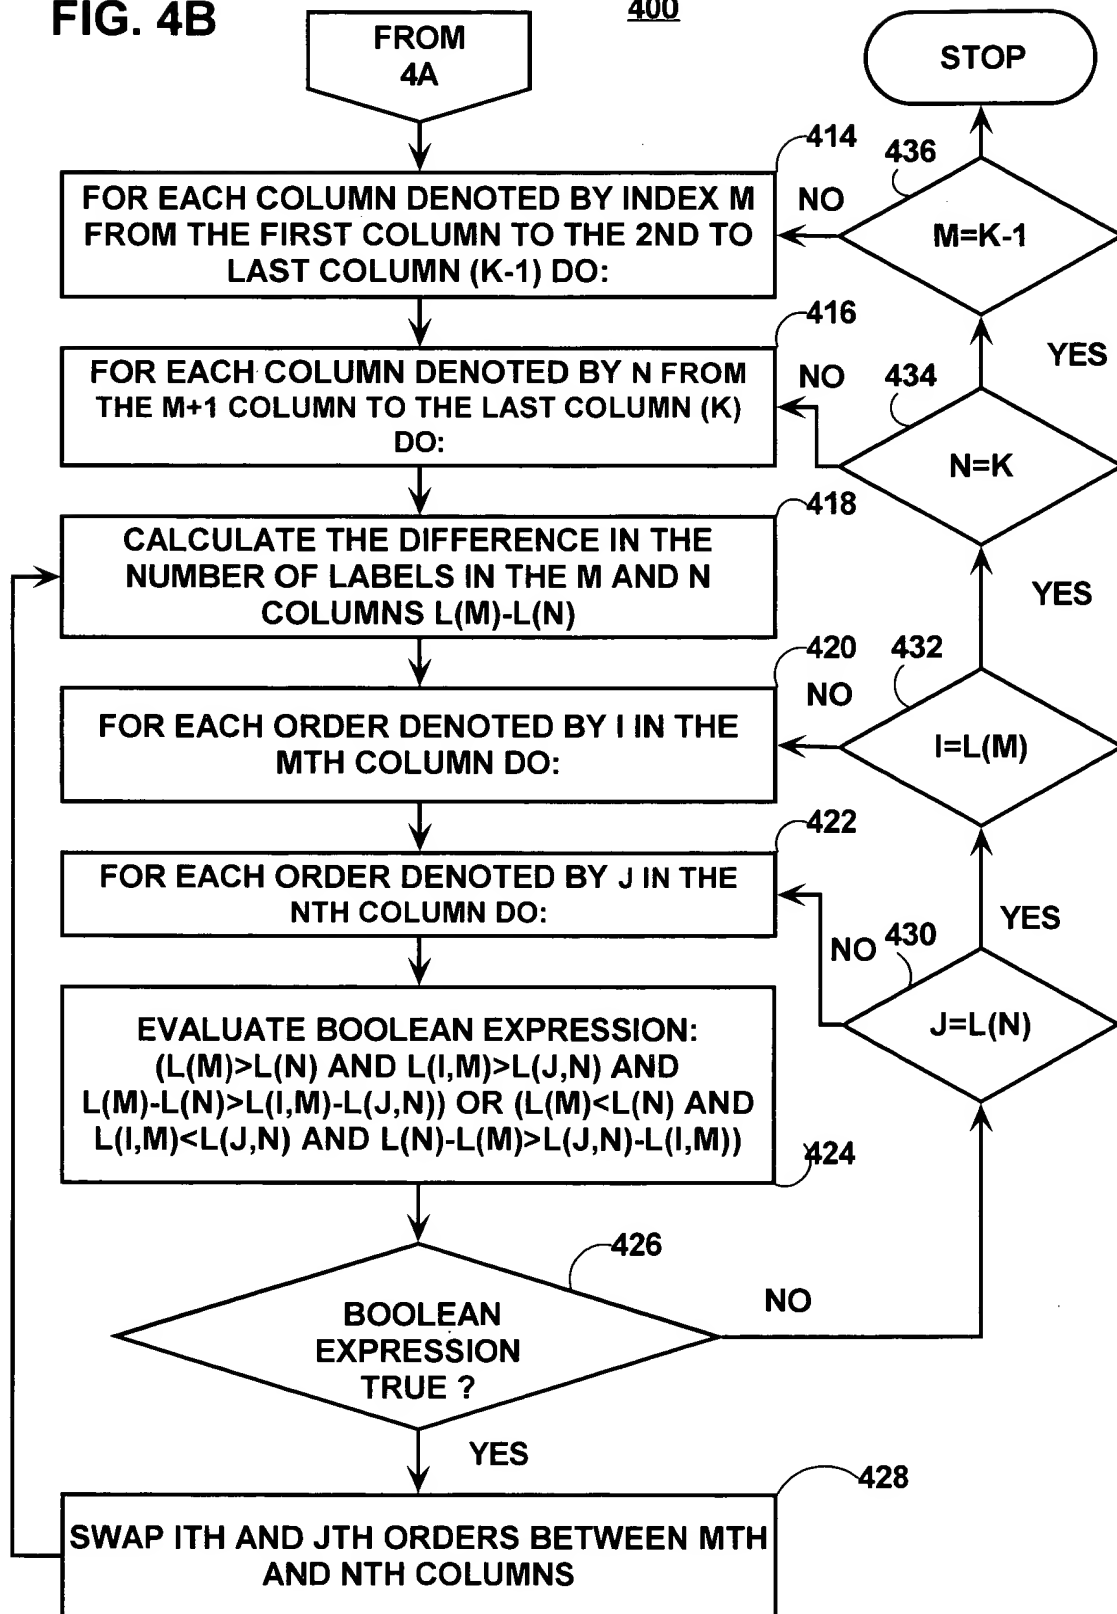 FIG. 4B
400
FROM
4A
STOP
414
436
FOR EACH COLUMN DENOTED BY INDEX M
FROM THE FIRST COLUMN TO THE 2ND TO
LAST COLUMN (K-1) DO:
NO
M=K-1
416
YES
434
FOR EACH COLUMN DENOTED BY N FROM
THE M+1 COLUMN TO THE LAST COLUMN (K)
DO:
NO
N=K
418
CALCULATE THE DIFFERENCE IN THE
NUMBER OF LABELS IN THE M AND N
COLUMNS L(M)-L(N)
YES
420
432
FOR EACH ORDER DENOTED BY I IN THE
MTH COLUMN DO:
NO
I=L(M)
422
FOR EACH ORDER DENOTED BY J IN THE
NTH COLUMN DO:
YES
NO
430
J=L(N)
EVALUATE BOOLEAN EXPRESSION:
(L(M)>L(N) AND L(I,M)>L(J,N) AND
L(M)-L(N)>L(I,M)-L(J,N)) OR (L(M)<L(N) AND
L(I,M)<L(J,N) AND L(N)-L(M)>L(J,N)-L(I,M))
424
426
BOOLEAN
EXPRESSION
TRUE ?
NO
YES
428
SWAP ITH AND JTH ORDERS BETWEEN MTH
AND NTH COLUMNS